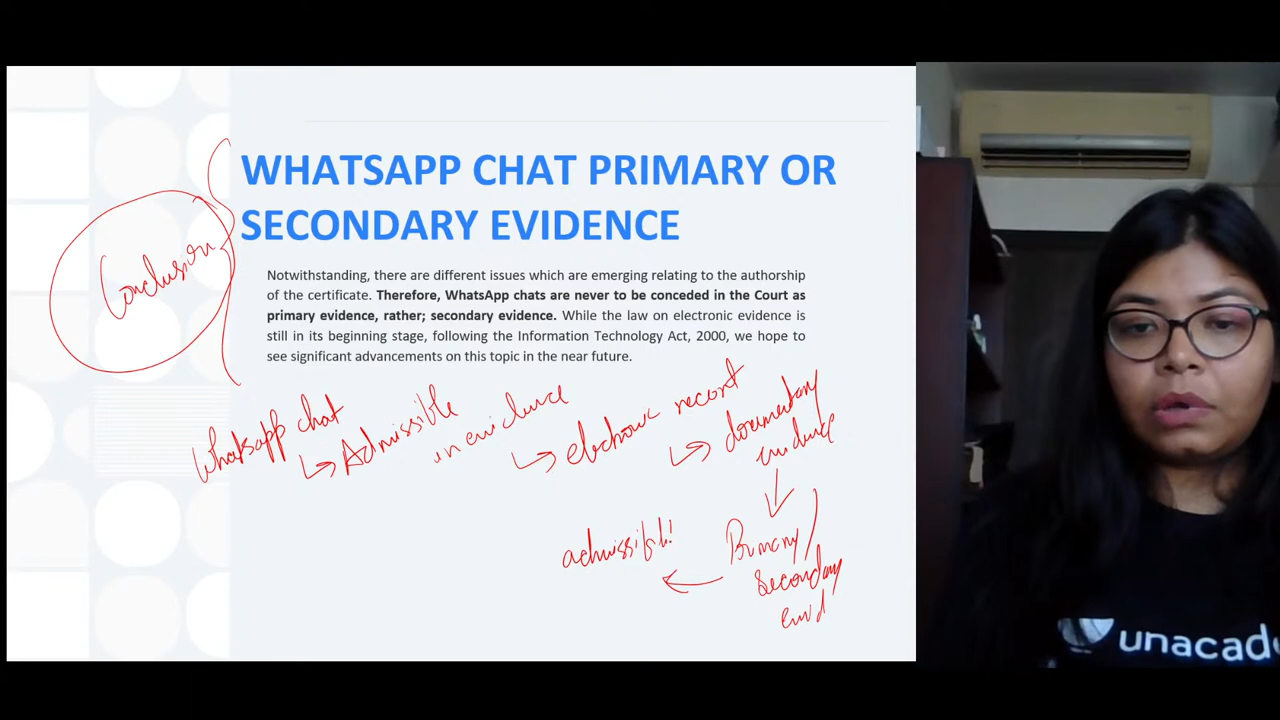 WHATSAPP CHAT PRIMARY OR
SECONDARY EVIDENCE
Conclusion
Notwithstanding, there are different issues which are emerging relating to the authorship
of the certificate. Therefore, WhatsApp chats are never to be conceded in the Court as
primary evidence, rather; secondary evidence. While the law on electronic evidence is
still in its beginning stage, following the Information Technology Act, 2000, we hope to
see significant advancements on this topic in the near future.
Whatsapp chat
Admissible
in evidence
electronic record
documentary
evidence
Primary/
secondary
evid
unacade